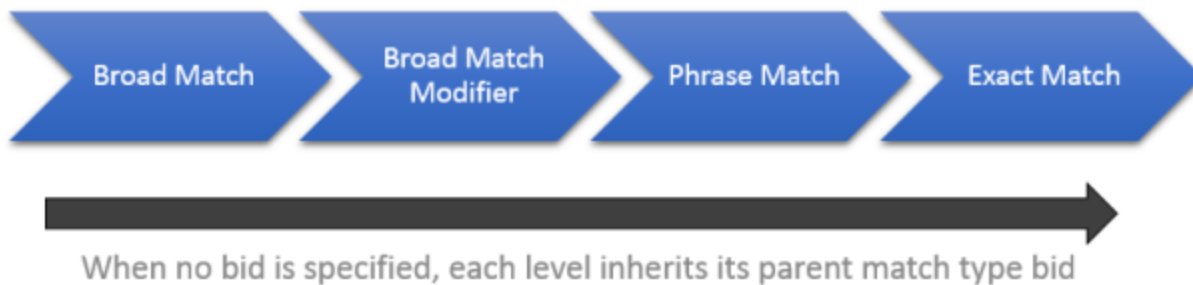 Broad Match
Broad Match
Modifier
Phrase Match
Exact Match
When no bid is specified, each level inherits its parent match type bid